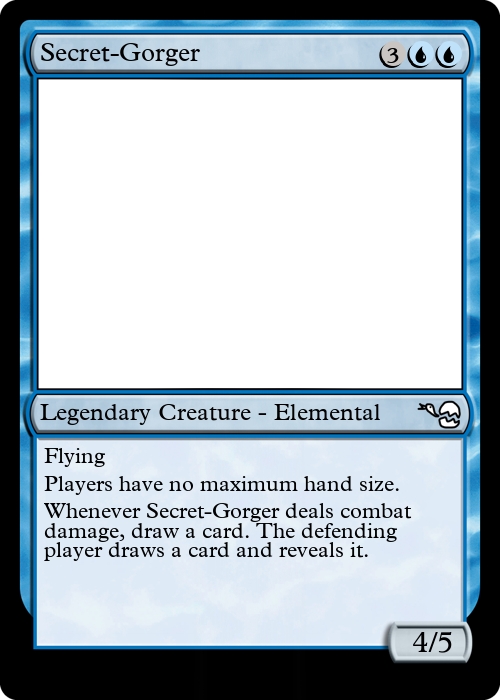 Secret-Gorger 3
Legendary Creature - Elemental
Flying
Players have no maximum hand size.
Whenever Secret-Gorger deals combat
damage, draw a card. The defending
player draws a card and reveals it.
4/5